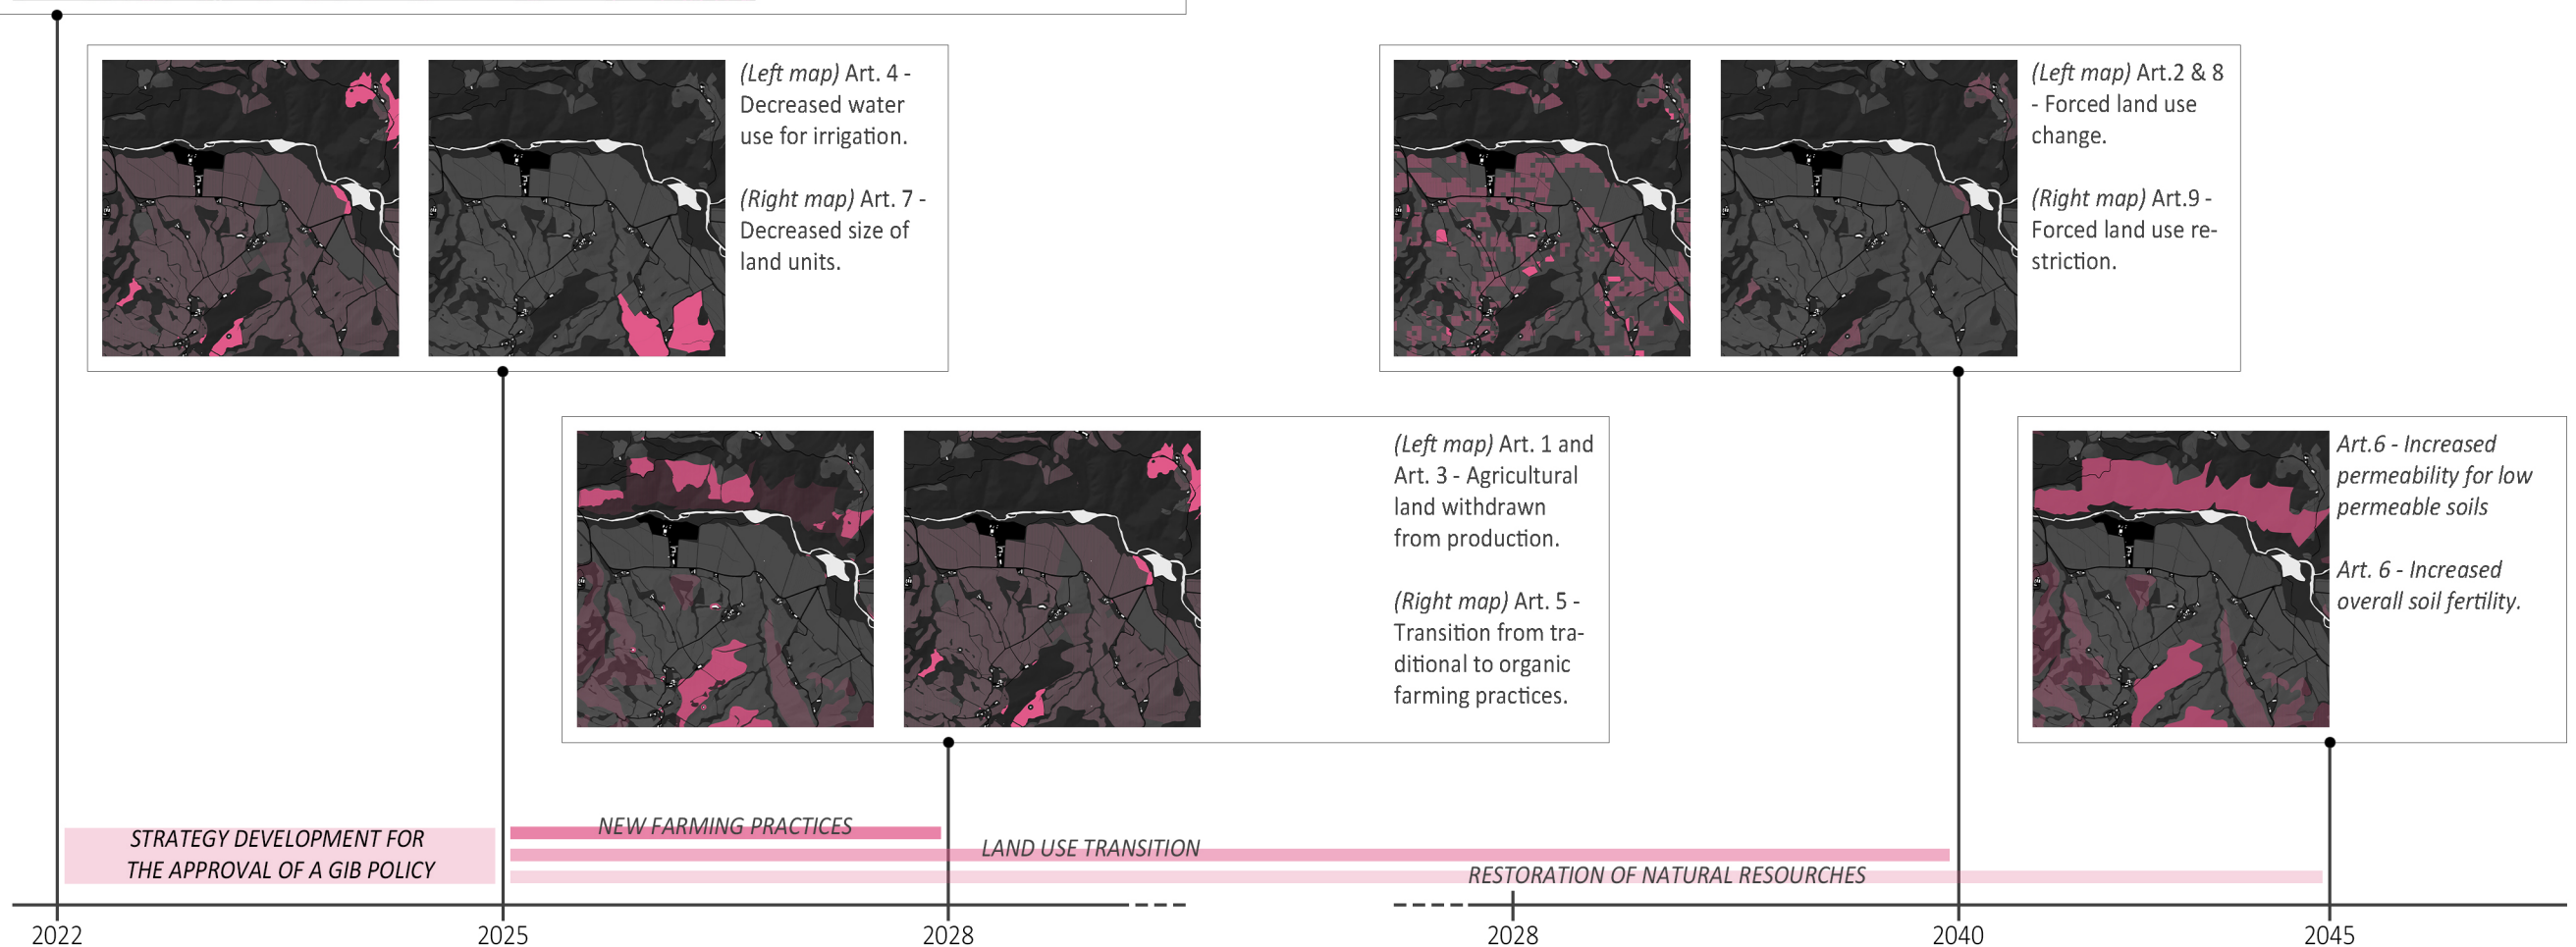 (Left map) Art. 4 -
Decreased water
use for irrigation.
(Right map) Art. 7 -
Decreased size of
land units.
(Left map) Art.2 & 8
- Forced land use
change.
(Right map) Art.9 -
Forced land use re-
striction.
(Left map) Art. 1 and
Art. 3 - Agricultural
land withdrawn
from production.
(Right map) Art. 5 -
Transition from tra-
ditional to organic
farming practices.
Art.6 - Increased
permeability for low
permeable soils
Art. 6 - Increased
overall soil fertility.
STRATEGY DEVELOPMENT FOR
THE APPROVAL OF A GIB POLICY
NEW FARMING PRACTICES
LAND USE TRANSITION
RESTORATION OF NATURAL RESOURCHES
2022
2025
2028
2028
2040
2045